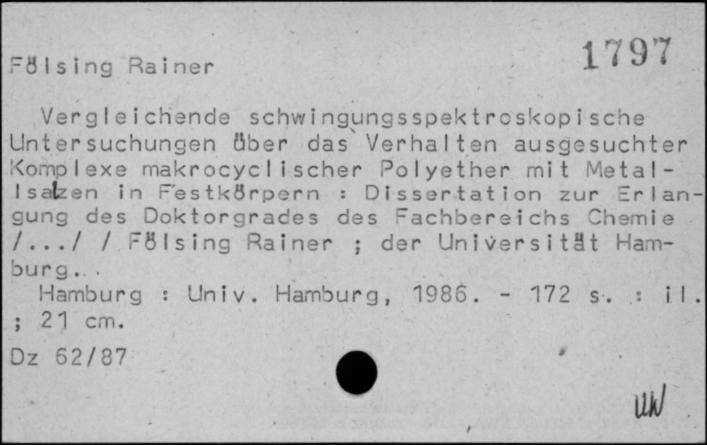 1797
Fölsing Rainer
Vergleichende schwingungsspektroskopische
Untersuchungen über das Verhalten ausgesuchter
Komplexe makrocyclischer Polyether mit Metal-
lsalzen in Festkörpern : Dissertation zur Erlan-
gung des Doktorgrades des Fachbereichs Chemie
/.../ / Fölsing Rainer ; der Universität Ham-
burg..
Hamburg : Univ. Hamburg, 1986. - 172 s. : il.
; 21 cm.
Dz 62/87
UW